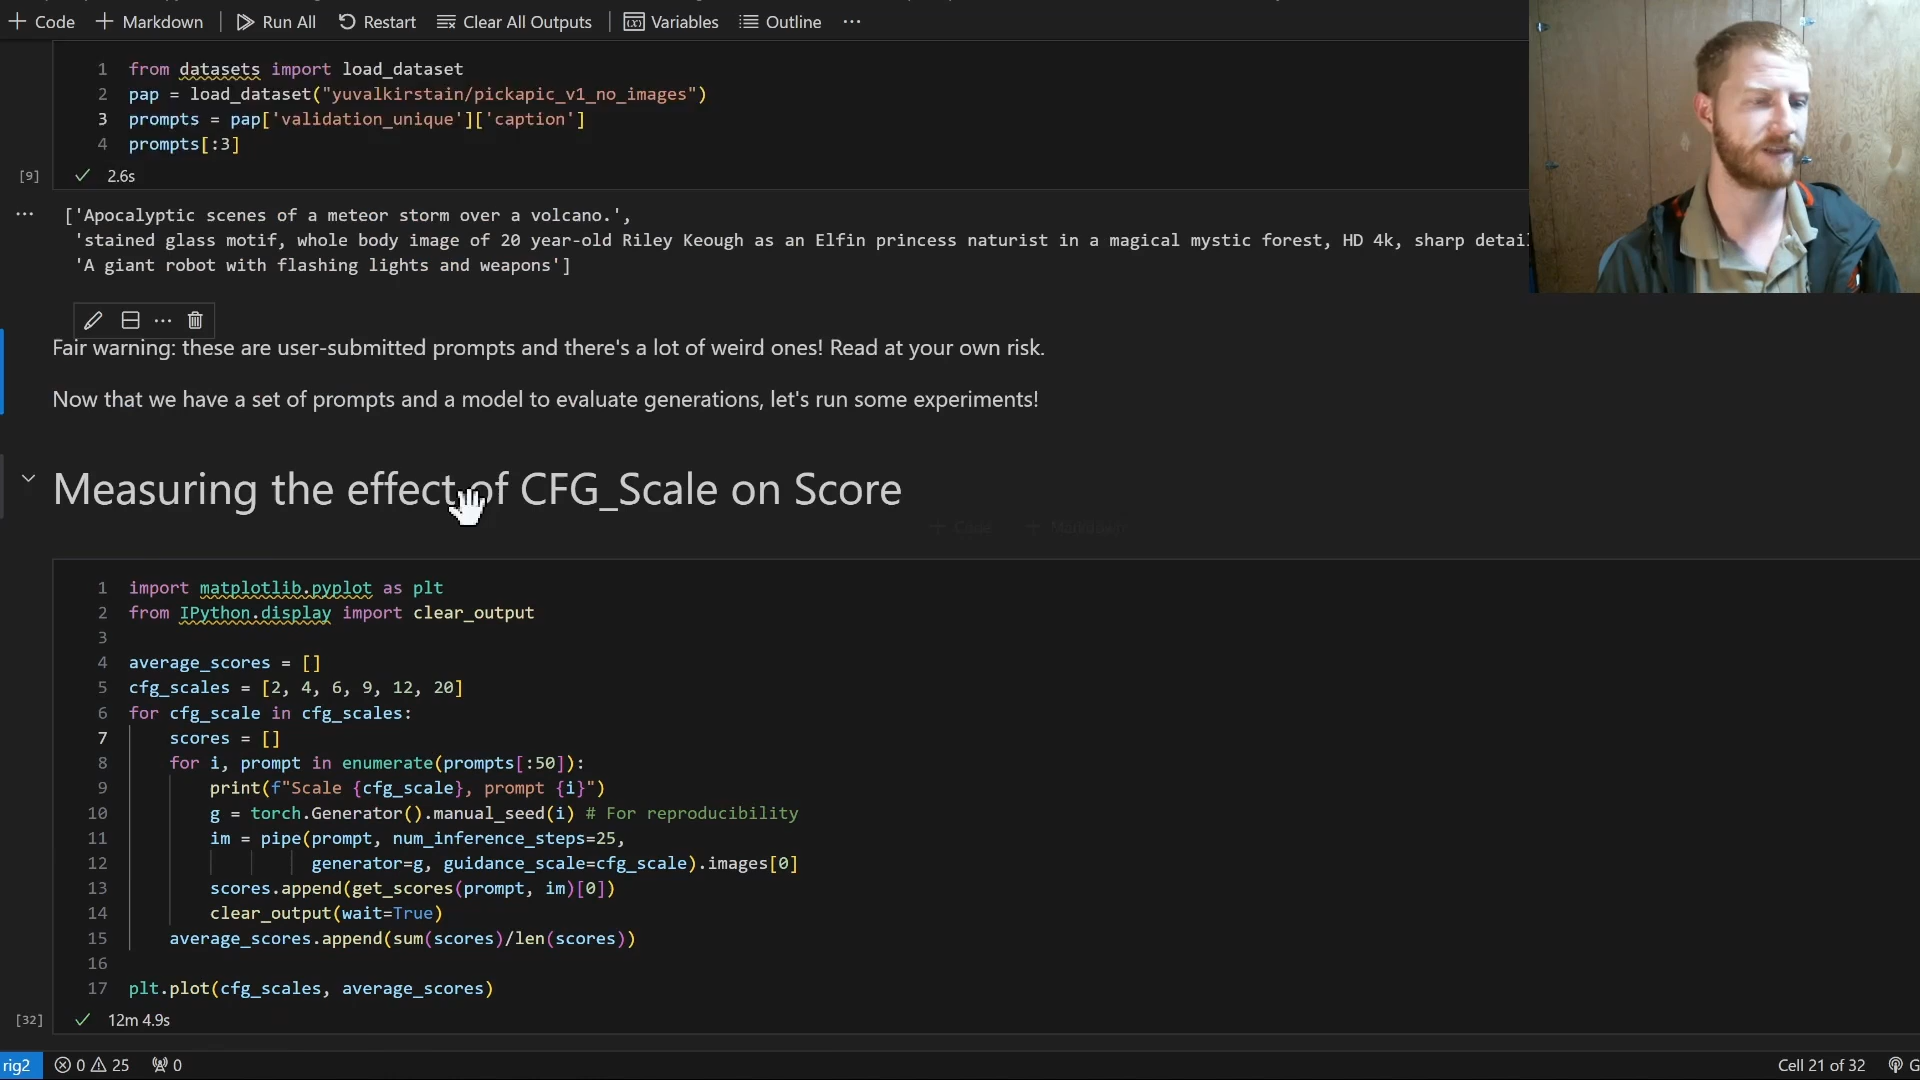 Code Markdown Run All Restart Clear All Outputs Variables Outline ...
1 from datasets import load_dataset
2 pap = load_dataset("yuvalkirstain/pickapic_v1_no_images")
3 prompts = pap['validation_unique']['caption']
4 prompts[:3]
[9] 2.6s
['Apocalyptic scenes of a meteor storm over a volcano.',
'stained glass motif, whole body image of 20 year-old Riley Keough as an Elfin princess naturist in a magical mystic forest, HD 4k, sharp detai
'A giant robot with flashing lights and weapons']
Fair warning: these are user-submitted prompts and there's a lot of weird ones! Read at your own risk.
Now that we have a set of prompts and a model to evaluate generations, let's run some experiments!
Measuring the effect of CFG_Scale on Score
+ Code + Markdown
1 import matplotlib.pyplot as plt
2 from IPython.display import clear_output
3
4 average_scores = []
5 cfg_scales = [2, 4, 6, 9, 12, 20]
6 for cfg_scale in cfg_scales:
7 scores = []
8 for i, prompt in enumerate(prompts[:50]):
9 print(f"Scale {cfg_scale}, prompt {i}")
10 g = torch.Generator().manual_seed(i) # For reproducibility
11 im = pipe(prompt, num_inference_steps=25,
12 generator=g, guidance_scale=cfg_scale).images[0]
13 scores.append(get_scores(prompt, im)[0])
14 clear_output(wait=True)
15 average_scores.append(sum(scores)/len(scores))
16
17 plt.plot(cfg_scales, average_scores)
[32] 12m 4.9s
rig2 0 25 0 Cell 21 of 32 G